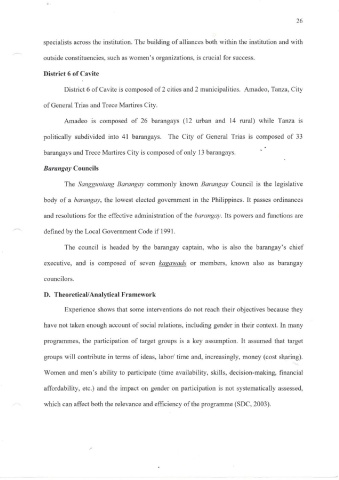 26
specialists across the institution. The building of alliances both within the institution and with
outside constituencies, such as women's organizations, is crucial for success.
District 6 of Cavite
District 6 of Cavite is composed of 2 cities and 2 municipalities. Amadeo, Tanza, City
of General Trias and Trece Martires City.
Amadeo is composed of 26 barangays (12 urban and 14 rural) while Tanza is
politically subdivided into 41 barangays. The City of General Trias is composed of 33
barangays and Trece Martires City is composed of only 13 barangays.
Barangay Councils
The Sangguniang Barangay commonly known Barangay Council is the legislative
body of a barangay, the lowest elected government in the Philippines. It passes ordinances
and resolutions for the effective administration of the barangay. Its powers and functions are
defined by the Local Government Code if 1991.
The council is headed by the barangay captain, who is also the barangay's chief
executive, and is composed of seven kagawads or members, known also as barangay
councilors.
D. Theoretical/Analytical Framework
Experience shows that some interventions do not reach their objectives because they
have not taken enough account of social relations, including gender in their context. In many
programmes, the participation of target groups is a key assumption. It assumed that target
groups will contribute in terms of ideas, labor/ time and, increasingly, money (cost sharing).
Women and men's ability to participate (time availability, skills, decision-making, financial
affordability, etc.) and the impact on gender on participation is not systematically assessed,
which can affect both the relevance and efficiency of the programme (SDC, 2003).